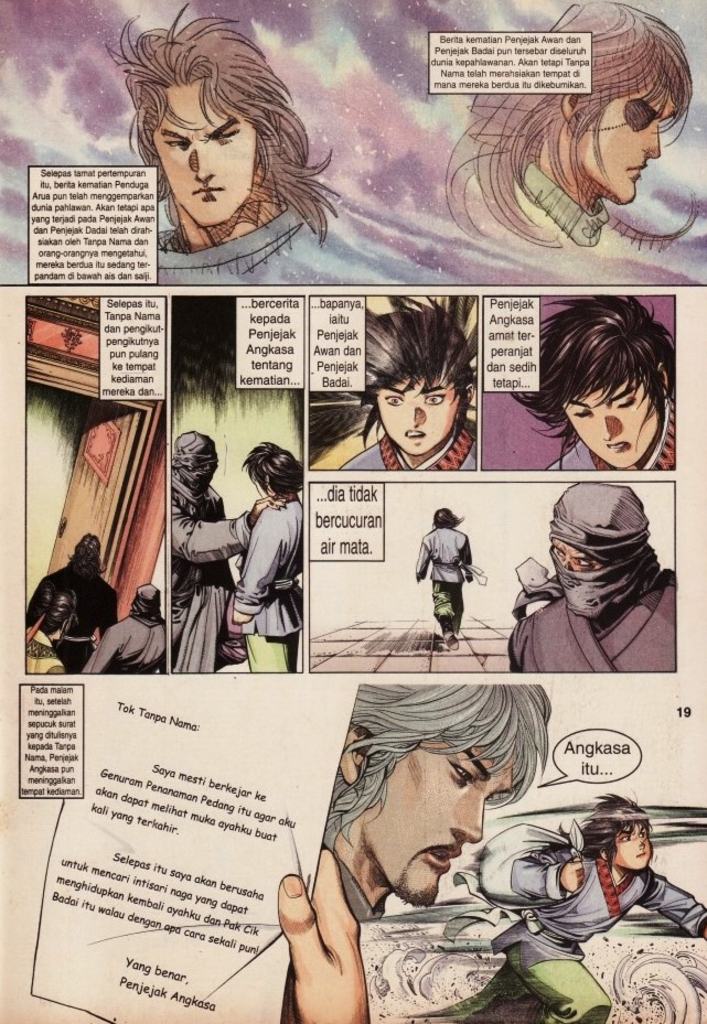 Berita kematian Penjejak Awan dan
Penjejak Badai pun tersebar diseluruh
dunia kepahlawanan. Akan tetapi Tanpa
Nama telah merahsiakan tempat di
mana mereka berdua itu dikebumikan.
Selepas tamat pertempuran
itu, berita kematian Penduga
Arus pun telah menggemparkan
dunia pahlawan. Akan tetapi apa
yang terjadi pada Penjejak Awan
dan Penjejek Dadai telah dirah-
siakan oleh Tanpa Nama dan
orang-orangnya mengetahui,
mereka berdua itu sedang ter-
pandam di bawah ais dan salji.
Selepas itu,
Tanpa Nama
dan pengikut-
pengikutnya
pun pulang
ke tempat
kediaman
mereka dan...
...bercerita
kepada
Penjejak
Angkasa
tentang
kematian...
...bapanya,
iaitu
Penjejak
Awan dan
Penjejak
Badai.
Penjejak
Angkasa
amat ter-
peranjat
dan sedih
tetapi...
...dia tidak
bercucuran
air mata.
19
Pada malam
itu, setelah
meninggalkan
sepucuk surat
yang ditulisnya
kepada Tanpa
Nama, Penjejak
Angkasa pun
meninggalkan
tempat kediaman.
Tok Tanpa Nama:
Saya mesti berkejar ke
Genuram Penanaman Pedang itu agar aku
akan dapat melihat muka ayahku buat
kali yang terkahir.
Selepas itu saya akan berusaha
untuk mencari intisari naga yang dapat
menghidupkan kembali ayahku dan Pak Cik
Badai itu walau dengan apa cara sekali pun!
Yang benar,
Penjejak Angkasa
Angkasa
itu...